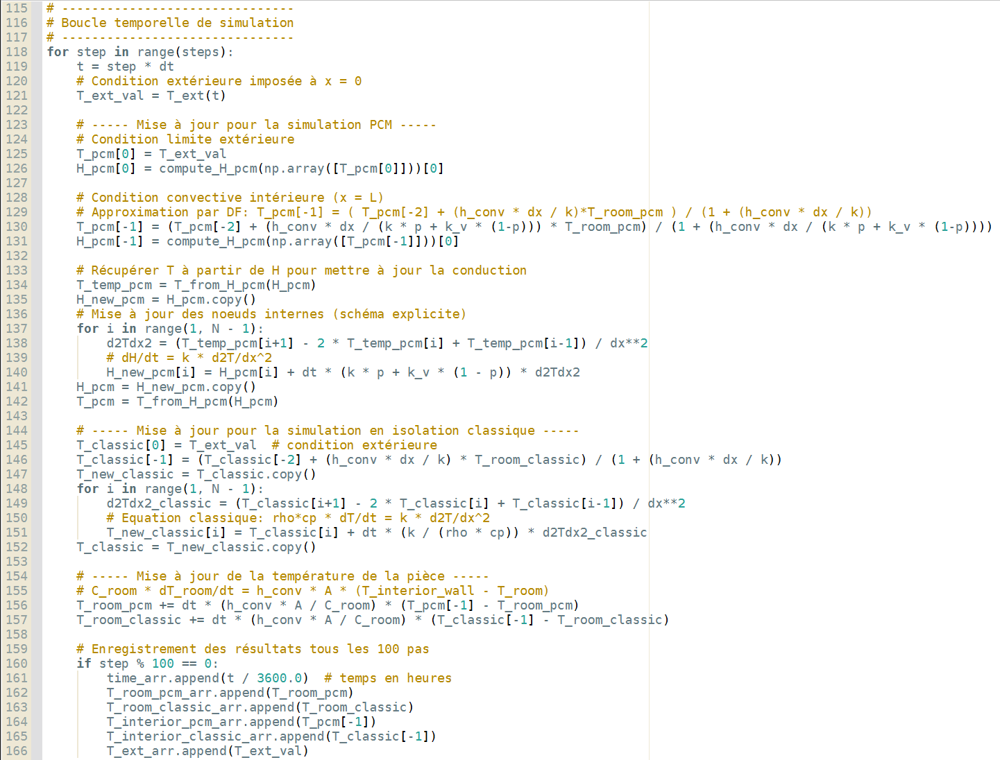 115 # -------------------------------
116 # Boucle temporelle de simulation
117 # -------------------------------
118 for step in range(steps):
119     t = step * dt
120     # Condition extérieure imposée à x = 0
121     T_ext_val = T_ext(t)
122
123     # ----- Mise à jour pour la simulation PCM -----
124     # Condition limite extérieure
125     T_pcm[0] = T_ext_val
126     H_pcm[0] = compute_H_pcm(np.array([T_pcm[0]]))[0]
127
128     # Condition convective intérieure (x = L)
129     # Approximation par DF: T_pcm[-1] = ( T_pcm[-2] + (h_conv * dx / k)*T_room_pcm ) / (1 + (h_conv * dx / k))
130     T_pcm[-1] = (T_pcm[-2] + (h_conv * dx / (k * p + k_v * (1-p))) * T_room_pcm) / (1 + (h_conv * dx / (k * p + k_v * (1-p))))
131     H_pcm[-1] = compute_H_pcm(np.array([T_pcm[-1]]))[0]
132
133     # Récupérer T à partir de H pour mettre à jour la conduction
134     T_temp_pcm = T_from_H_pcm(H_pcm)
135     H_new_pcm = H_pcm.copy()
136     # Mise à jour des noeuds internes (schéma explicite)
137     for i in range(1, N - 1):
138         d2Tdx2 = (T_temp_pcm[i+1] - 2 * T_temp_pcm[i] + T_temp_pcm[i-1]) / dx**2
139         # dH/dt = k * d2T/dx^2
140         H_new_pcm[i] = H_pcm[i] + dt * (k * p + k_v * (1 - p)) * d2Tdx2
141     H_pcm = H_new_pcm.copy()
142     T_pcm = T_from_H_pcm(H_pcm)
143
144     # ----- Mise à jour pour la simulation en isolation classique -----
145     T_classic[0] = T_ext_val  # condition extérieure
146     T_classic[-1] = (T_classic[-2] + (h_conv * dx / k) * T_room_classic) / (1 + (h_conv * dx / k))
147     T_new_classic = T_classic.copy()
148     for i in range(1, N - 1):
149         d2Tdx2_classic = (T_classic[i+1] - 2 * T_classic[i] + T_classic[i-1]) / dx**2
150         # Equation classique: rho*cp * dT/dt = k * d2T/dx^2
151         T_new_classic[i] = T_classic[i] + dt * (k / (rho * cp)) * d2Tdx2_classic
152     T_classic = T_new_classic.copy()
153
154     # ----- Mise à jour de la température de la pièce -----
155     # C_room * dT_room/dt = h_conv * A * (T_interior_wall - T_room)
156     T_room_pcm += dt * (h_conv * A / C_room) * (T_pcm[-1] - T_room_pcm)
157     T_room_classic += dt * (h_conv * A / C_room) * (T_classic[-1] - T_room_classic)
158
159     # Enregistrement des résultats tous les 100 pas
160     if step % 100 == 0:
161         time_arr.append(t / 3600.0)  # temps en heures
162         T_room_pcm_arr.append(T_room_pcm)
163         T_room_classic_arr.append(T_room_classic)
164         T_interior_pcm_arr.append(T_pcm[-1])
165         T_interior_classic_arr.append(T_classic[-1])
166         T_ext_arr.append(T_ext_val)